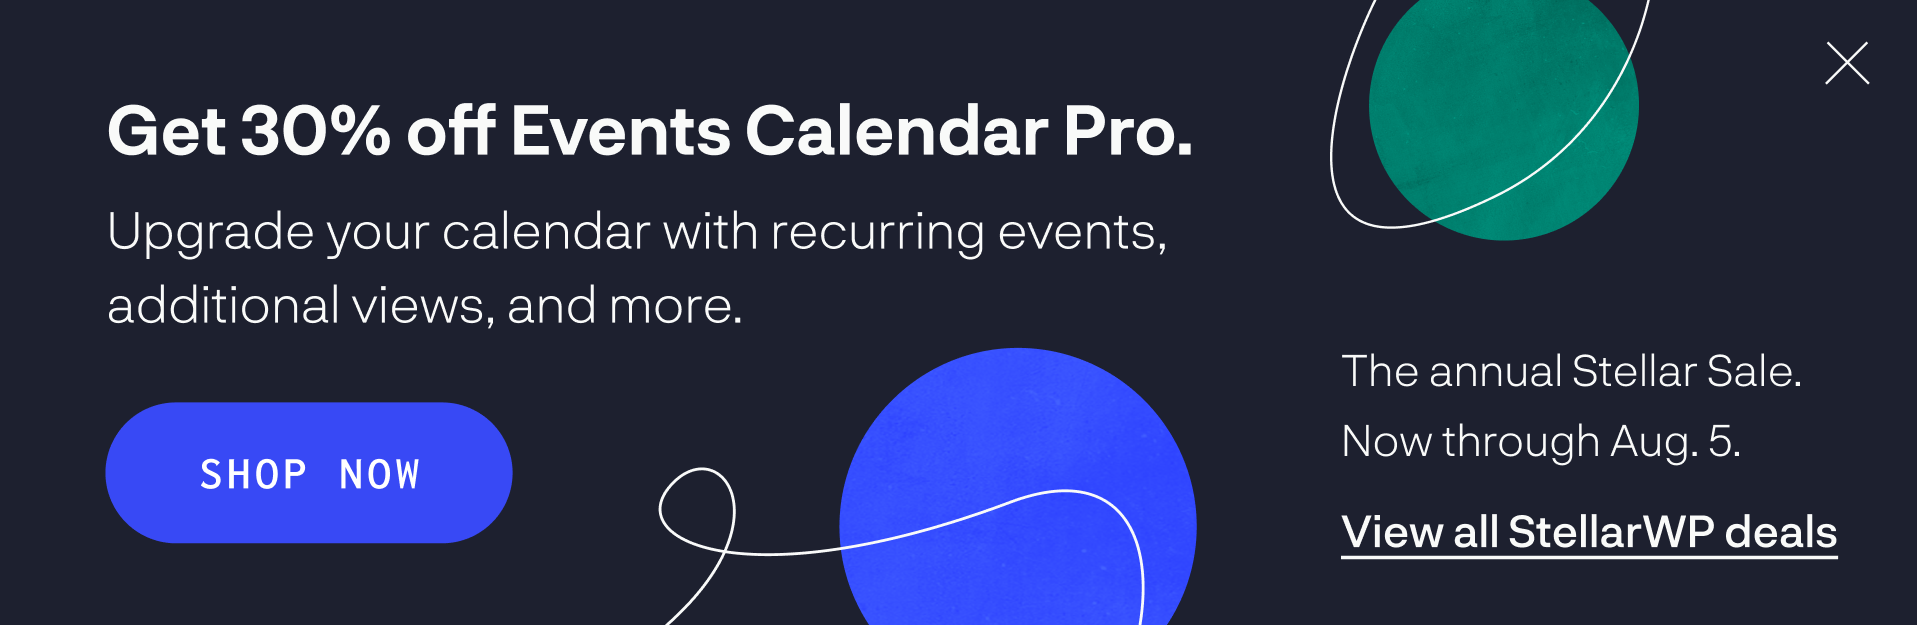 Get 30% off Events Calendar Pro.
Upgrade your calendar with recurring events,
additional views, and more.
SHOP NOW
The annual Stellar Sale.
Now through Aug. 5.
View all StellarWP deals